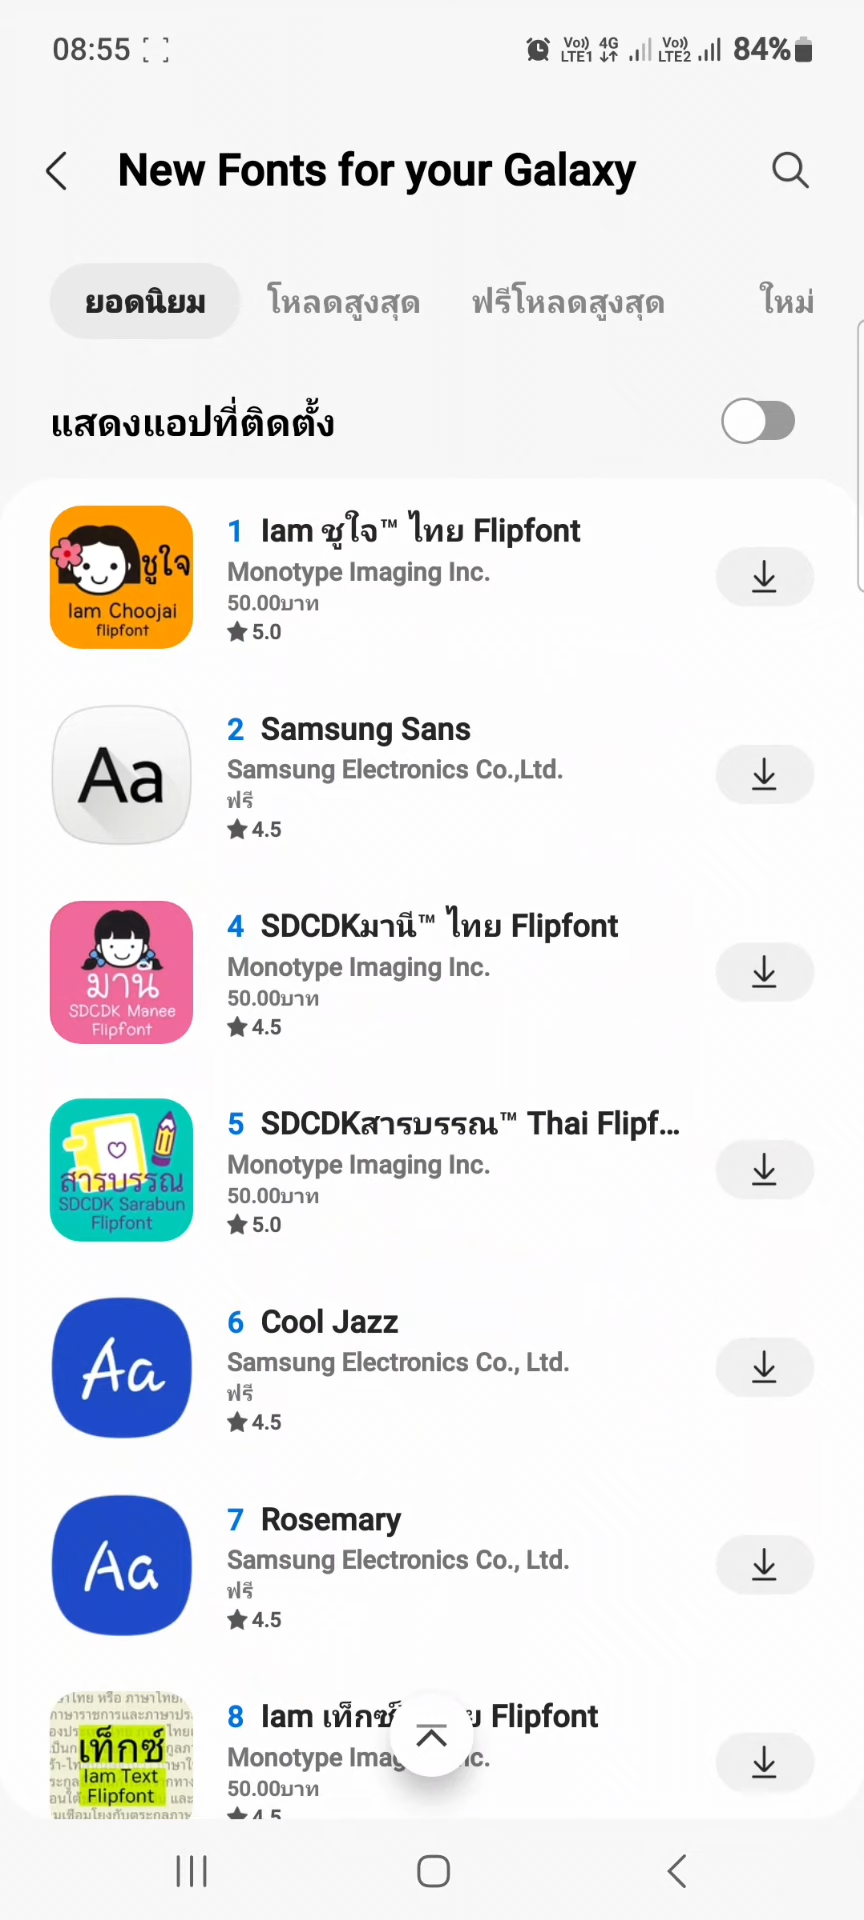 08:55
Vo)) LTE1 4G Vo)) LTE2 84%
New Fonts for your Galaxy
ยอดนิยม โหลดสูงสุด ฟรีโหลดสูงสุด ใหม่
แสดงแอปที่ติดตั้ง
ชูใจ
Iam Choojai
flipfont
1 Iam ชูใจ™ ไทย Flipfont
Monotype Imaging Inc.
50.00บาท
★ 5.0
Aa
2 Samsung Sans
Samsung Electronics Co.,Ltd.
ฟรี
★ 4.5
มานี
SDCDK Manee
Flipfont
4 SDCDKมานี™ ไทย Flipfont
Monotype Imaging Inc.
50.00บาท
★ 4.5
สารบรรณ
SDCDK Sarabun
Flipfont
5 SDCDKสารบรรณ™ Thai Flipf...
Monotype Imaging Inc.
50.00บาท
★ 5.0
Aa
6 Cool Jazz
Samsung Electronics Co., Ltd.
ฟรี
★ 4.5
Aa
7 Rosemary
Samsung Electronics Co., Ltd.
ฟรี
★ 4.5
เท็กซ์
Iam Text
Flipfont
8 Iam Flipfont
Monotype
50.00บาท
★ 4.5